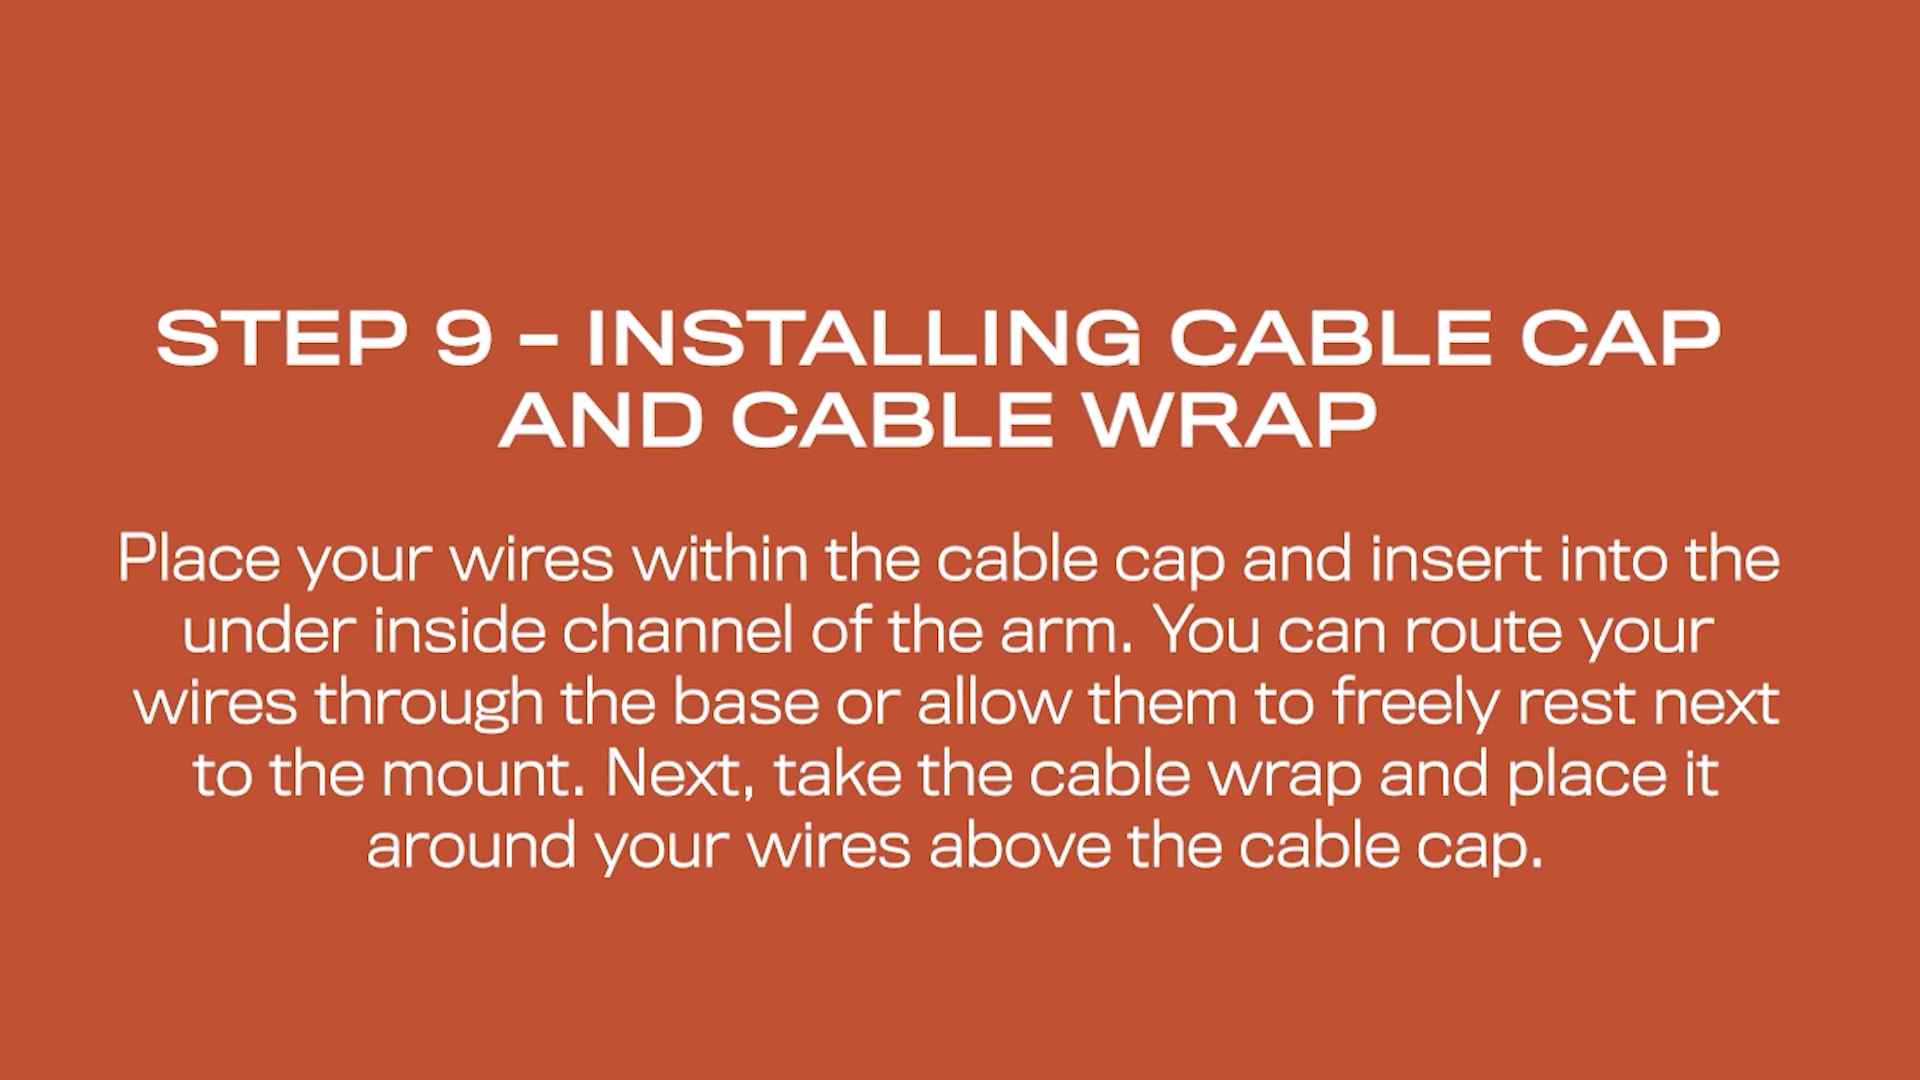 STEP 9 – INSTALLING CABLE CAP
AND CABLE WRAP
Place your wires within the cable cap and insert into the
under inside channel of the arm. You can route your
wires through the base or allow them to freely rest next
to the mount. Next, take the cable wrap and place it
around your wires above the cable cap.